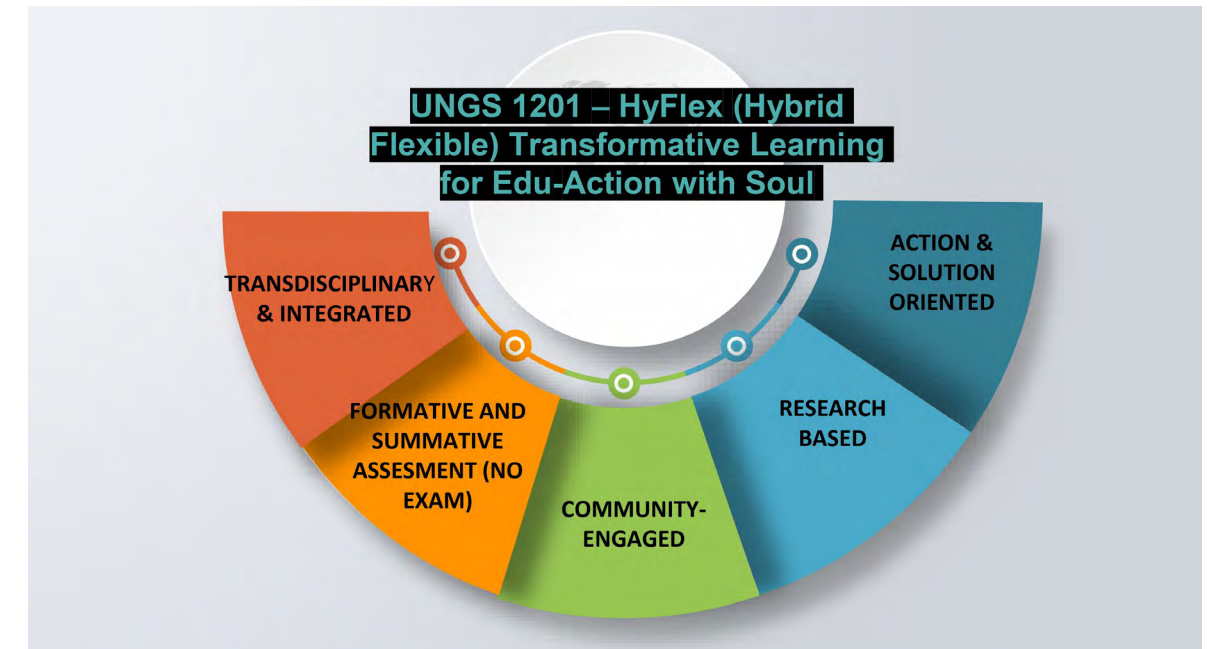 UNGS 1201 – HyFlex (Hybrid
Flexible) Transformative Learning
for Edu-Action with Soul
TRANSDISCIPLINARY
& INTEGRATED
FORMATIVE AND
SUMMATIVE
ASSESMENT (NO
EXAM)
COMMUNITY-
ENGAGED
RESEARCH
BASED
ACTION &
SOLUTION
ORIENTED